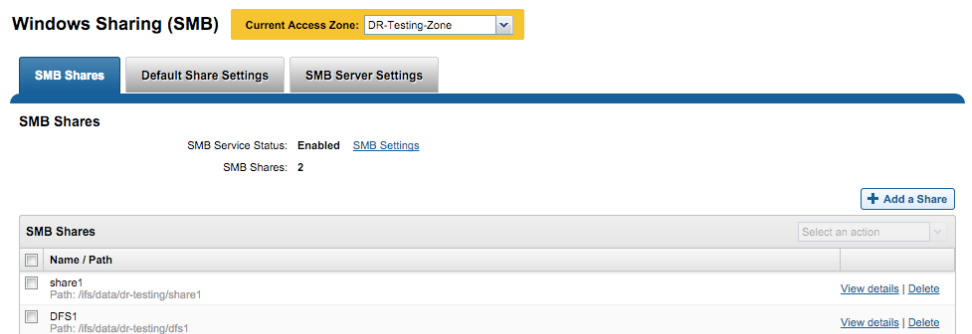 Windows Sharing (SMB) Current Access Zone: DR-Testing-Zone
SMB Shares Default Share Settings SMB Server Settings
SMB Shares
SMB Service Status: Enabled SMB Settings
SMB Shares: 2
+ Add a Share
SMB Shares Select an action
Name / Path
share1
Path: /ifs/data/dr-testing/share1 View details | Delete
DFS1
Path: /ifs/data/dr-testing/dfs1 View details | Delete